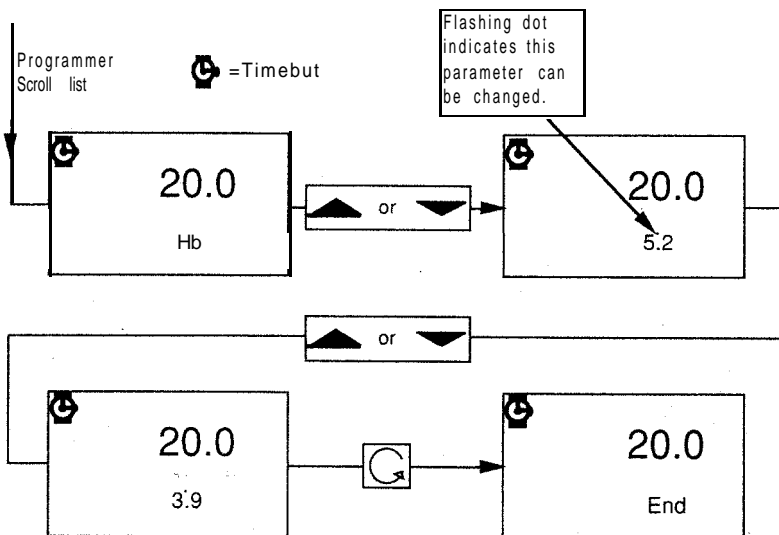 Programmer
Scroll list
=Timebut
Flashing dot
indicates this
parameter can
be changed.
20.0
Hb
or
20.0
5.2
or
20.0
3.9
20.0
End